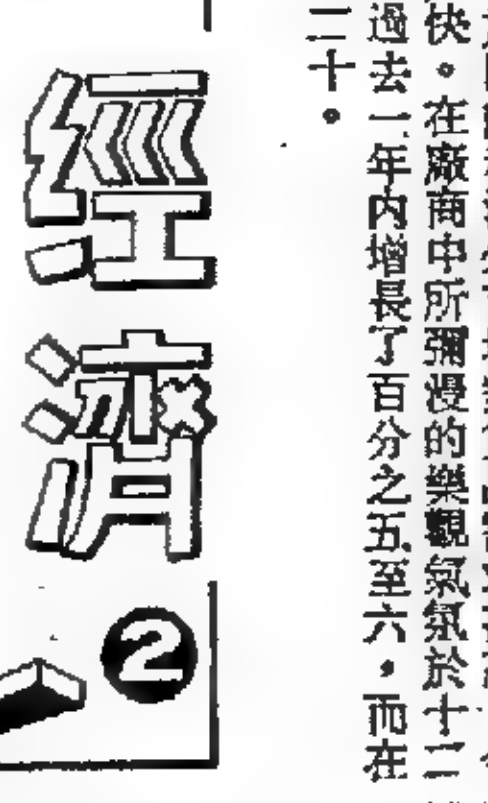 快。在廠商中所彌漫的樂觀氣氛於十二
過去一年內增長了百分之五至六，而在
二十。
經濟
2